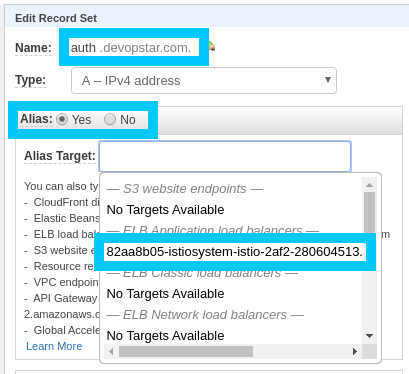 Edit Record Set
Name: auth .devopstar.com.
Type: A – IPv4 address
Alias: Yes No
Alias Target:
You can also ty
- CloudFront di
- Elastic Beans
- ELB load bal
- S3 website e
- Resource re
- VPC endpoin
- API Gateway
2.amazonaws.c
- Global Accele
Learn More
— S3 website endpoints —
No Targets Available
— ELB Application load balancers —
82aa8b05-istiosystem-istio-2af2-280604513.
— ELB Classic load balancers —
No Targets Available
— ELB Network load balancers —
No Targets Available